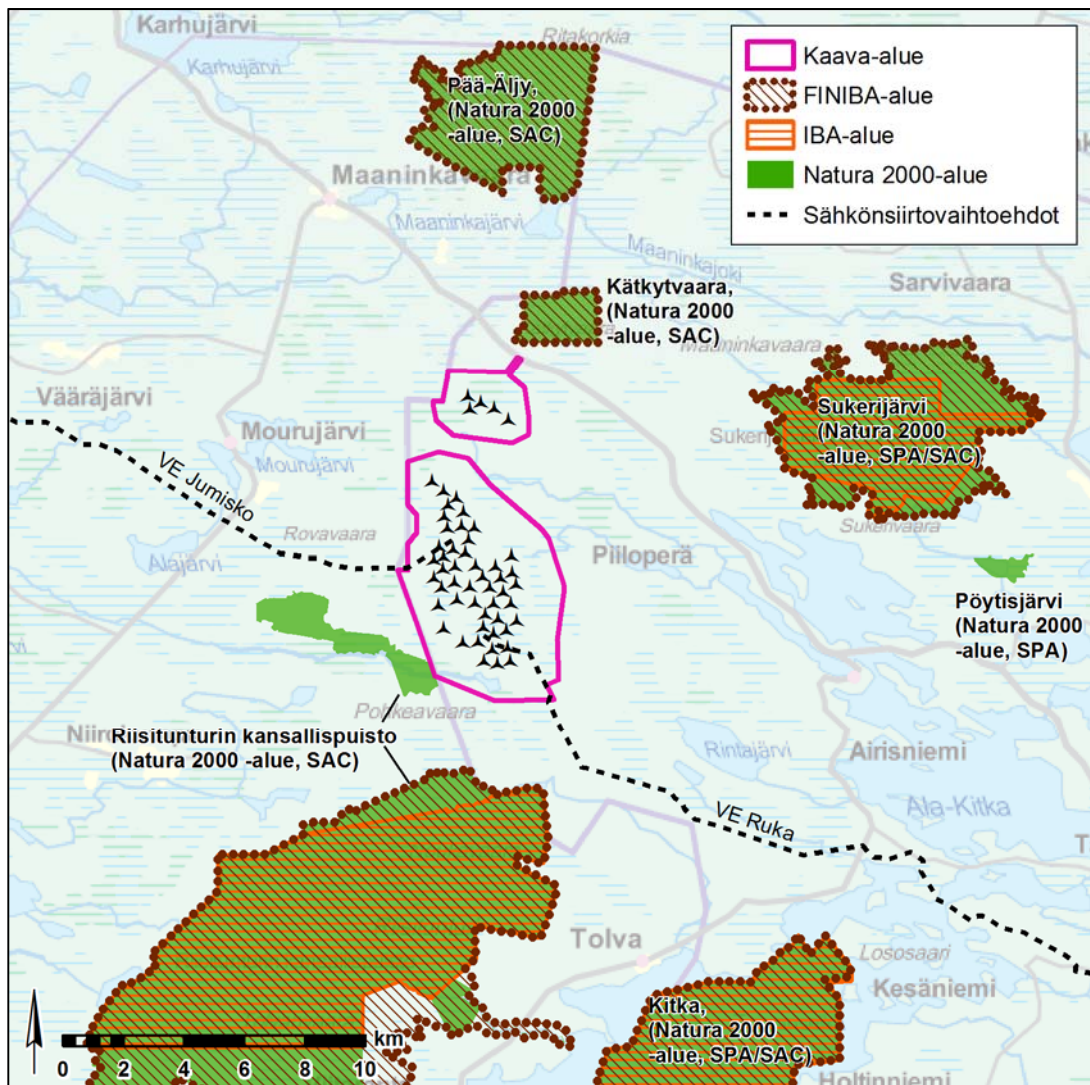 Karhujärvi
Ritakorkia
Karhujärvi
Pää-Äljy,
(Natura 2000
-alue, SAC)
Kaava-alue
FINIBA-alue
IBA-alue
Natura 2000-alue
Sähkönsiirtovaihtoehdot
Maaninkavaara
Maaninkajärvi
Maaninkajoki
Sarvivaara
Kätkytvaara,
(Natura 2000
-alue, SAC)
Maaninkavaara
Vääräjärvi
Mourujärvi
Mourujärvi
Sukerijärvi
(Natura 2000
-alue, SPA/SAC)
Sukerivaara
VE Jumisko
Rovavaara
Alajärvi
Piiloperä
Pöytisjärvi
(Natura 2000
-alue, SPA)
Pohkeavaara
Riisitunturin kansallispuisto
(Natura 2000 -alue, SAC)
Rintajärvi
Airisniemi
Ala-Kitka
VE Ruka
Tolva
Lososaari
Kesäniemi
Kitka,
(Natura 2000
-alue, SPA/SAC)
Holtinniemi
km
0 2 4 6 8 10